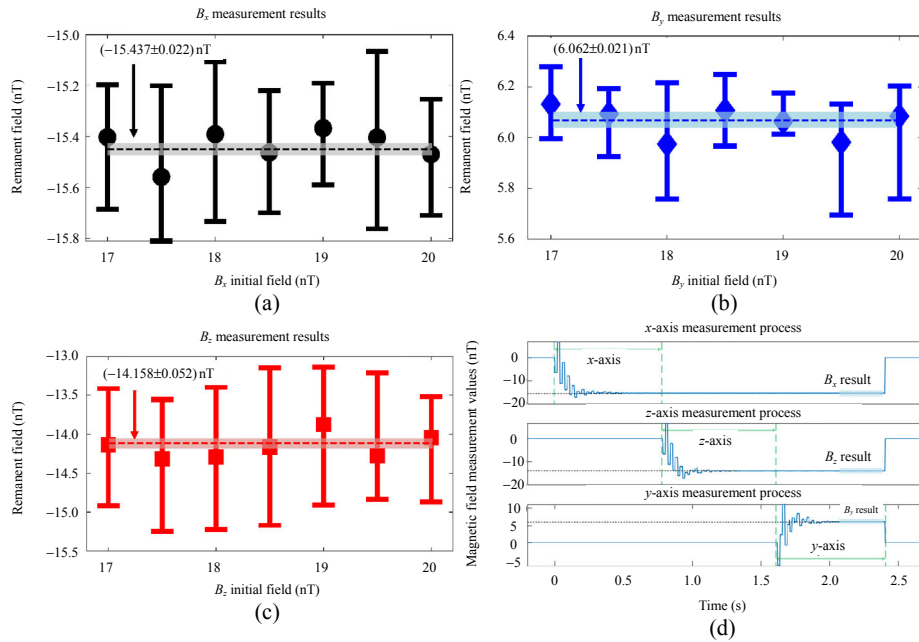 Bx measurement results
(−15.437±0.022) nT
Remanent field (nT)
−15.0
−15.2
−15.4
−15.6
−15.8
17
18
19
20
Bx initial field (nT)
(a)
By measurement results
(6.062±0.021) nT
Remanent field (nT)
6.4
6.2
6.0
5.8
5.6
17
18
19
20
By initial field (nT)
(b)
Bz measurement results
(−14.158±0.052) nT
Remanent field (nT)
−13.0
−13.5
−14.0
−14.5
−15.0
−15.5
17
18
19
20
Bz initial field (nT)
(c)
Magnetic field measurement values (nT)
x-axis measurement process
0
−10
−20
x-axis
Bx result
z-axis measurement process
0
−10
−17
z-axis
Bz result
y-axis measurement process
10
5
0
−5
By result
y-axis
0
0.5
1.0
1.5
2.0
2.5
Time (s)
(d)